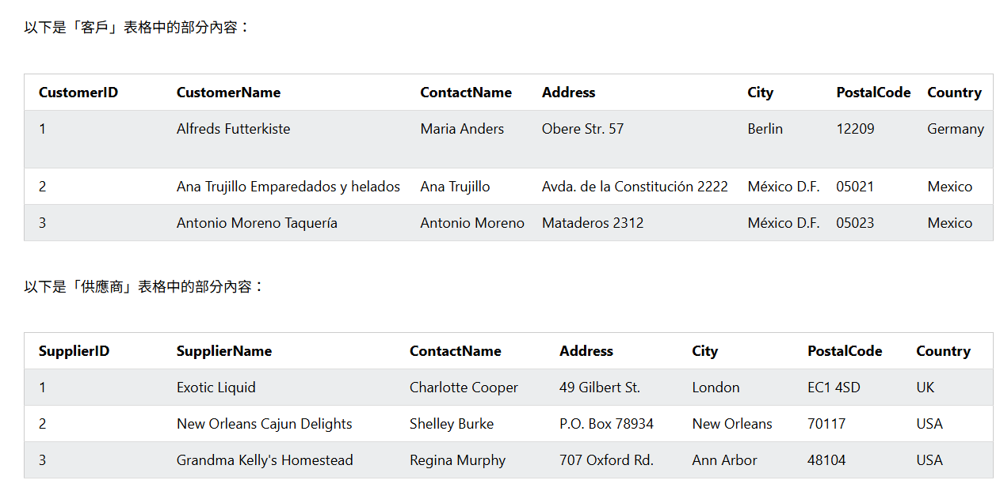 以下是「客戶」表格中的部分內容：
CustomerID CustomerName ContactName Address City PostalCode Country
1 Alfreds Futterkiste Maria Anders Obere Str. 57 Berlin 12209 Germany
2 Ana Trujillo Emparedados y helados Ana Trujillo Avda. de la Constitución 2222 México D.F. 05021 Mexico
3 Antonio Moreno Taquería Antonio Moreno Mataderos 2312 México D.F. 05023 Mexico
以下是「供應商」表格中的部分內容：
SupplierID SupplierName ContactName Address City PostalCode Country
1 Exotic Liquid Charlotte Cooper 49 Gilbert St. London EC1 4SD UK
2 New Orleans Cajun Delights Shelley Burke P.O. Box 78934 New Orleans 70117 USA
3 Grandma Kelly's Homestead Regina Murphy 707 Oxford Rd. Ann Arbor 48104 USA